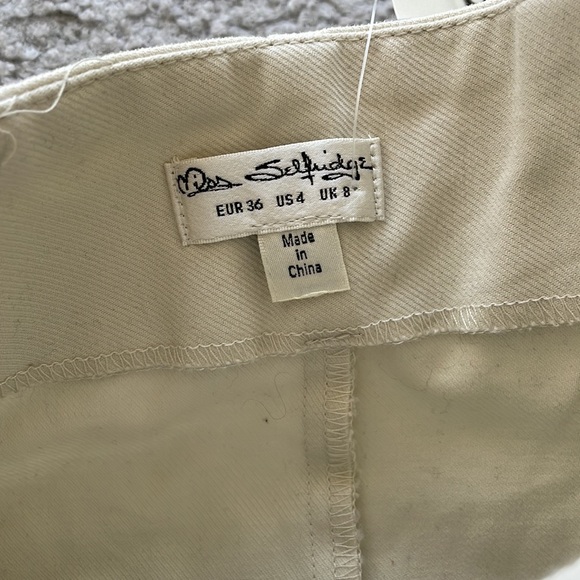 Miss Selfridge
EUR 36 US 4 UK 8
Made
in
China